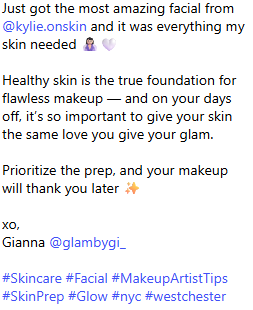 Just got the most amazing facial from
@kylie.onskin and it was everything my
skin needed 🧖🏻‍♀️🤍
Healthy skin is the true foundation for
flawless makeup — and on your days
off, it's so important to give your skin
the same love you give your glam.
Prioritize the prep, and your makeup
will thank you later ✨
xo,
Gianna @glambygi_
#Skincare #Facial #MakeupArtistTips
#SkinPrep #Glow #nyc #westchester